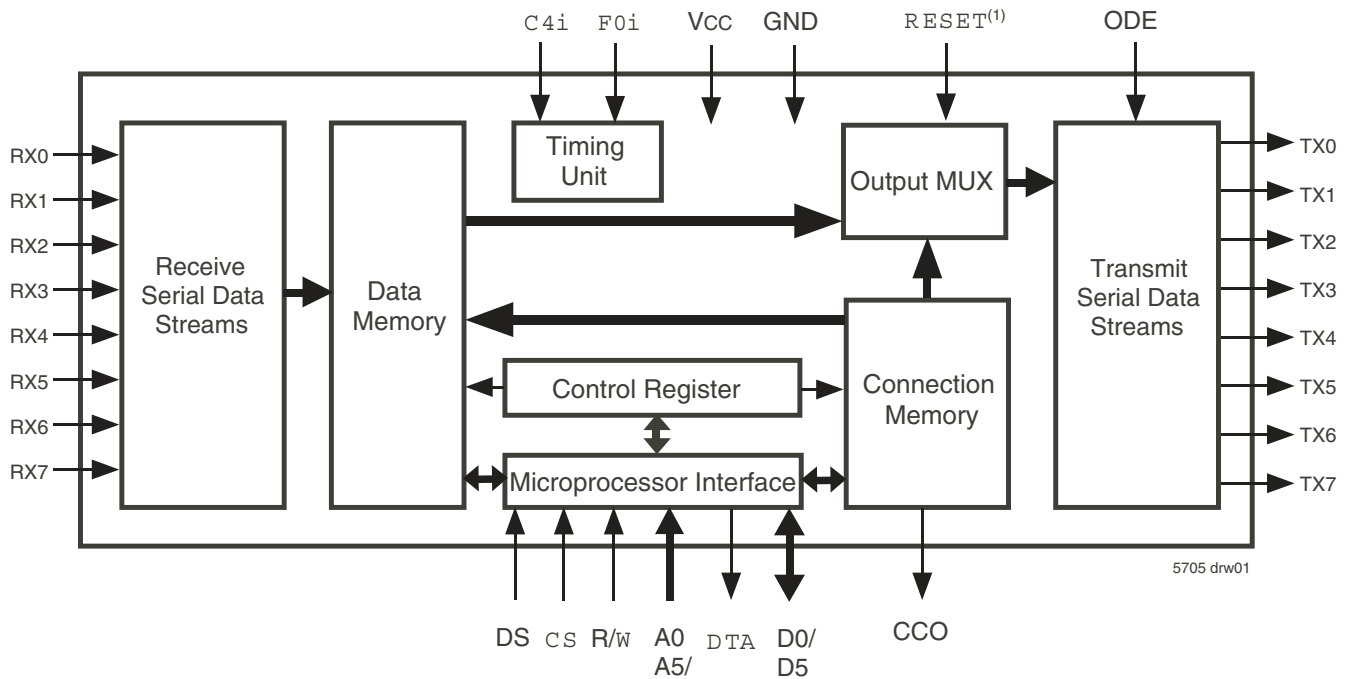 C4i F0i Vcc GND RESET(1) ODE
Timing
Unit
Output MUX
RX0
RX1
RX2
RX3
RX4
RX5
RX6
RX7
Receive
Serial Data
Streams
Data
Memory
Transmit
Serial Data
Streams
TX0
TX1
TX2
TX3
TX4
TX5
TX6
TX7
Control Register
Connection
Memory
Microprocessor Interface
5705 drw01
DS CS R/W A0 DTA D0/ CCO
A5/ D5